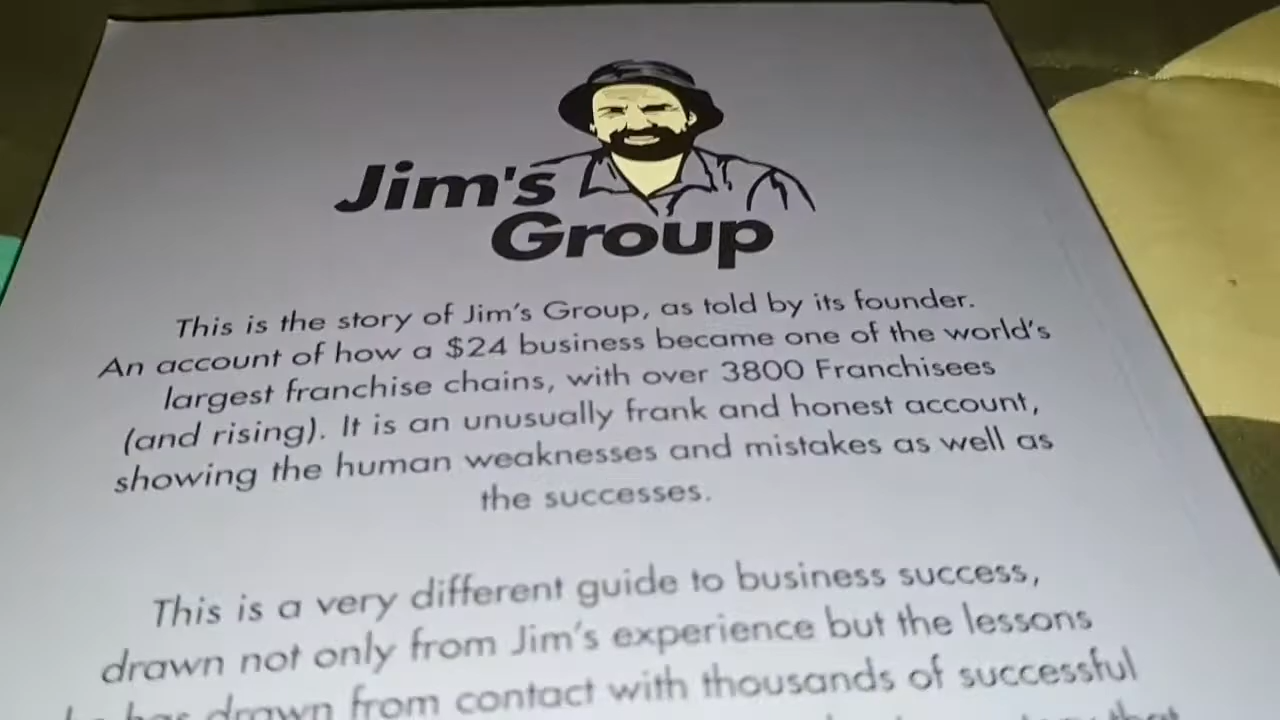 Jim's
Group
This is the story of Jim's Group, as told by its founder.
An account of how a $24 business became one of the world's
largest franchise chains, with over 3800 Franchisees
(and rising). It is an unusually frank and honest account,
showing the human weaknesses and mistakes as well as
the successes.
This is a very different guide to business success,
drawn not only from Jim's experience but the lessons
he has drawn from contact with thousands of successful
that